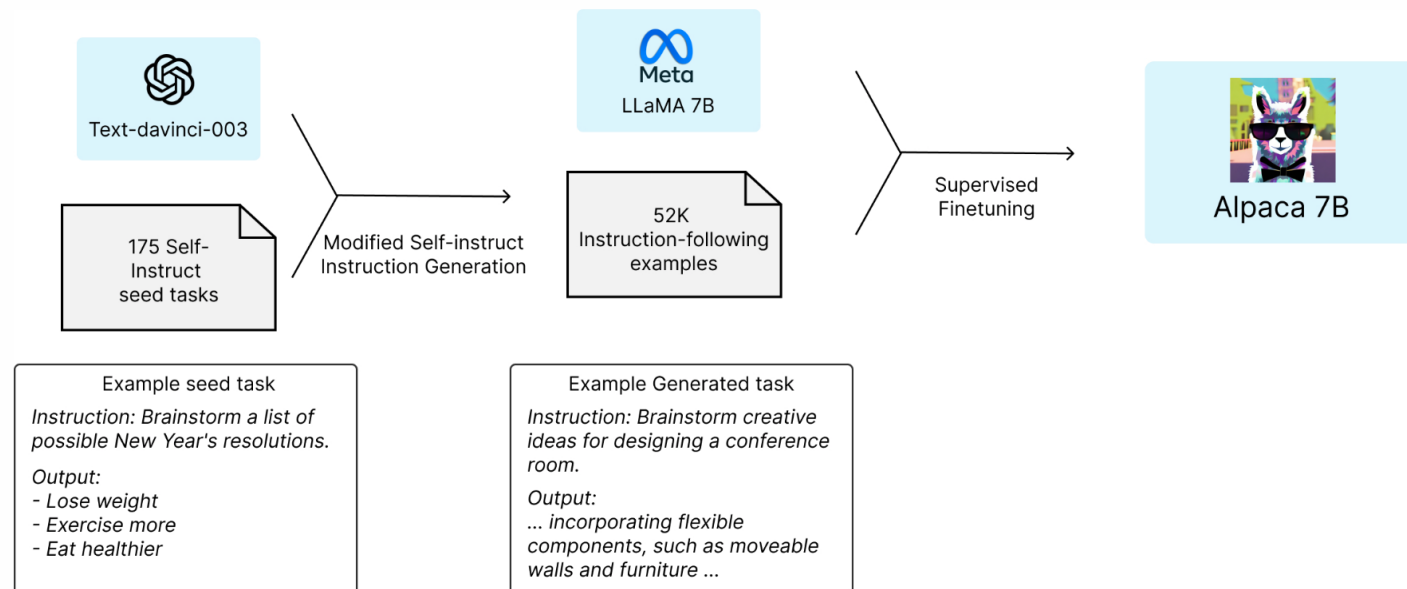 Text-davinci-003
175 Self-
Instruct
seed tasks
Modified Self-instruct
Instruction Generation
Meta
LLaMA 7B
52K
Instruction-following
examples
Supervised
Finetuning
Alpaca 7B
Example seed task
Instruction: Brainstorm a list of
possible New Year's resolutions.
Output:
- Lose weight
- Exercise more
- Eat healthier
Example Generated task
Instruction: Brainstorm creative
ideas for designing a conference
room.
Output:
... incorporating flexible
components, such as moveable
walls and furniture ...